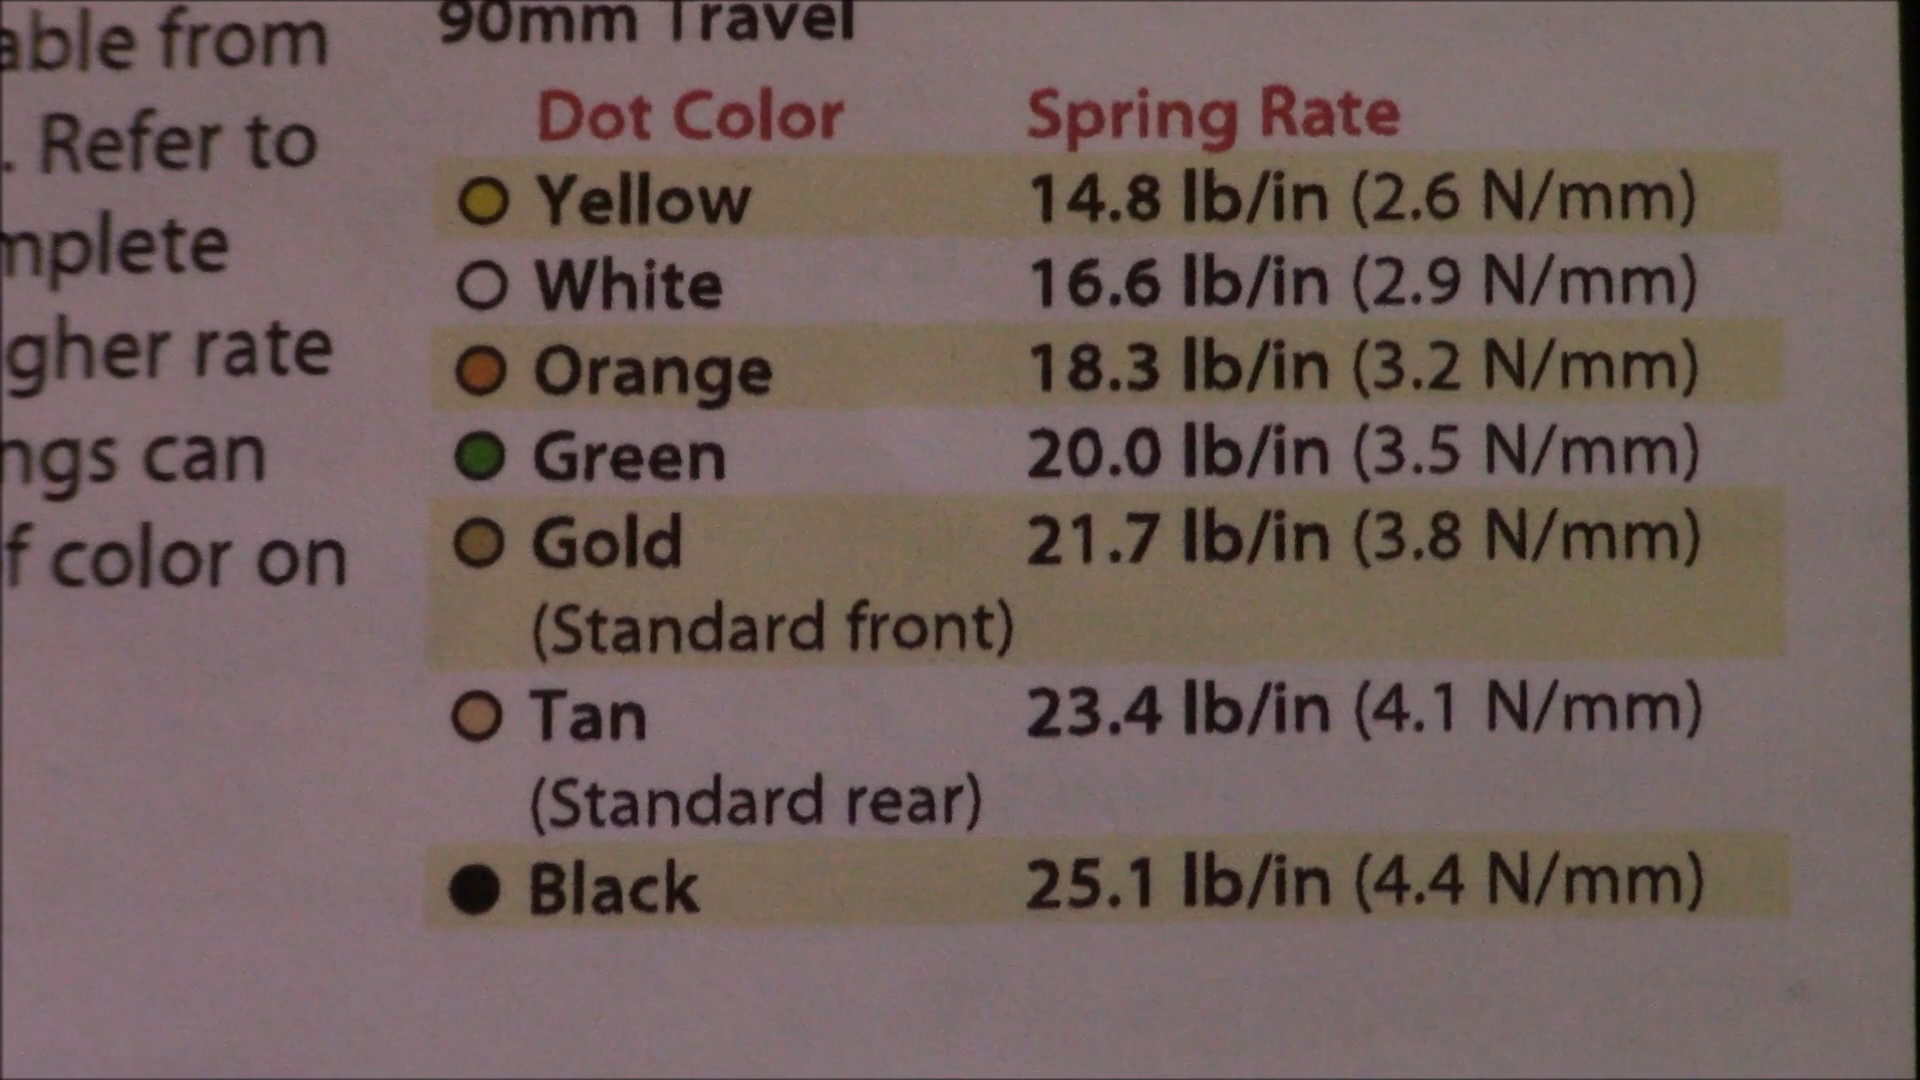 able from
. Refer to
mplete
gher rate
ngs can
f color on
90mm Travel
Dot Color Spring Rate
Yellow 14.8 lb/in (2.6 N/mm)
White 16.6 lb/in (2.9 N/mm)
Orange 18.3 lb/in (3.2 N/mm)
Green 20.0 lb/in (3.5 N/mm)
Gold 21.7 lb/in (3.8 N/mm)
(Standard front)
Tan 23.4 lb/in (4.1 N/mm)
(Standard rear)
Black 25.1 lb/in (4.4 N/mm)